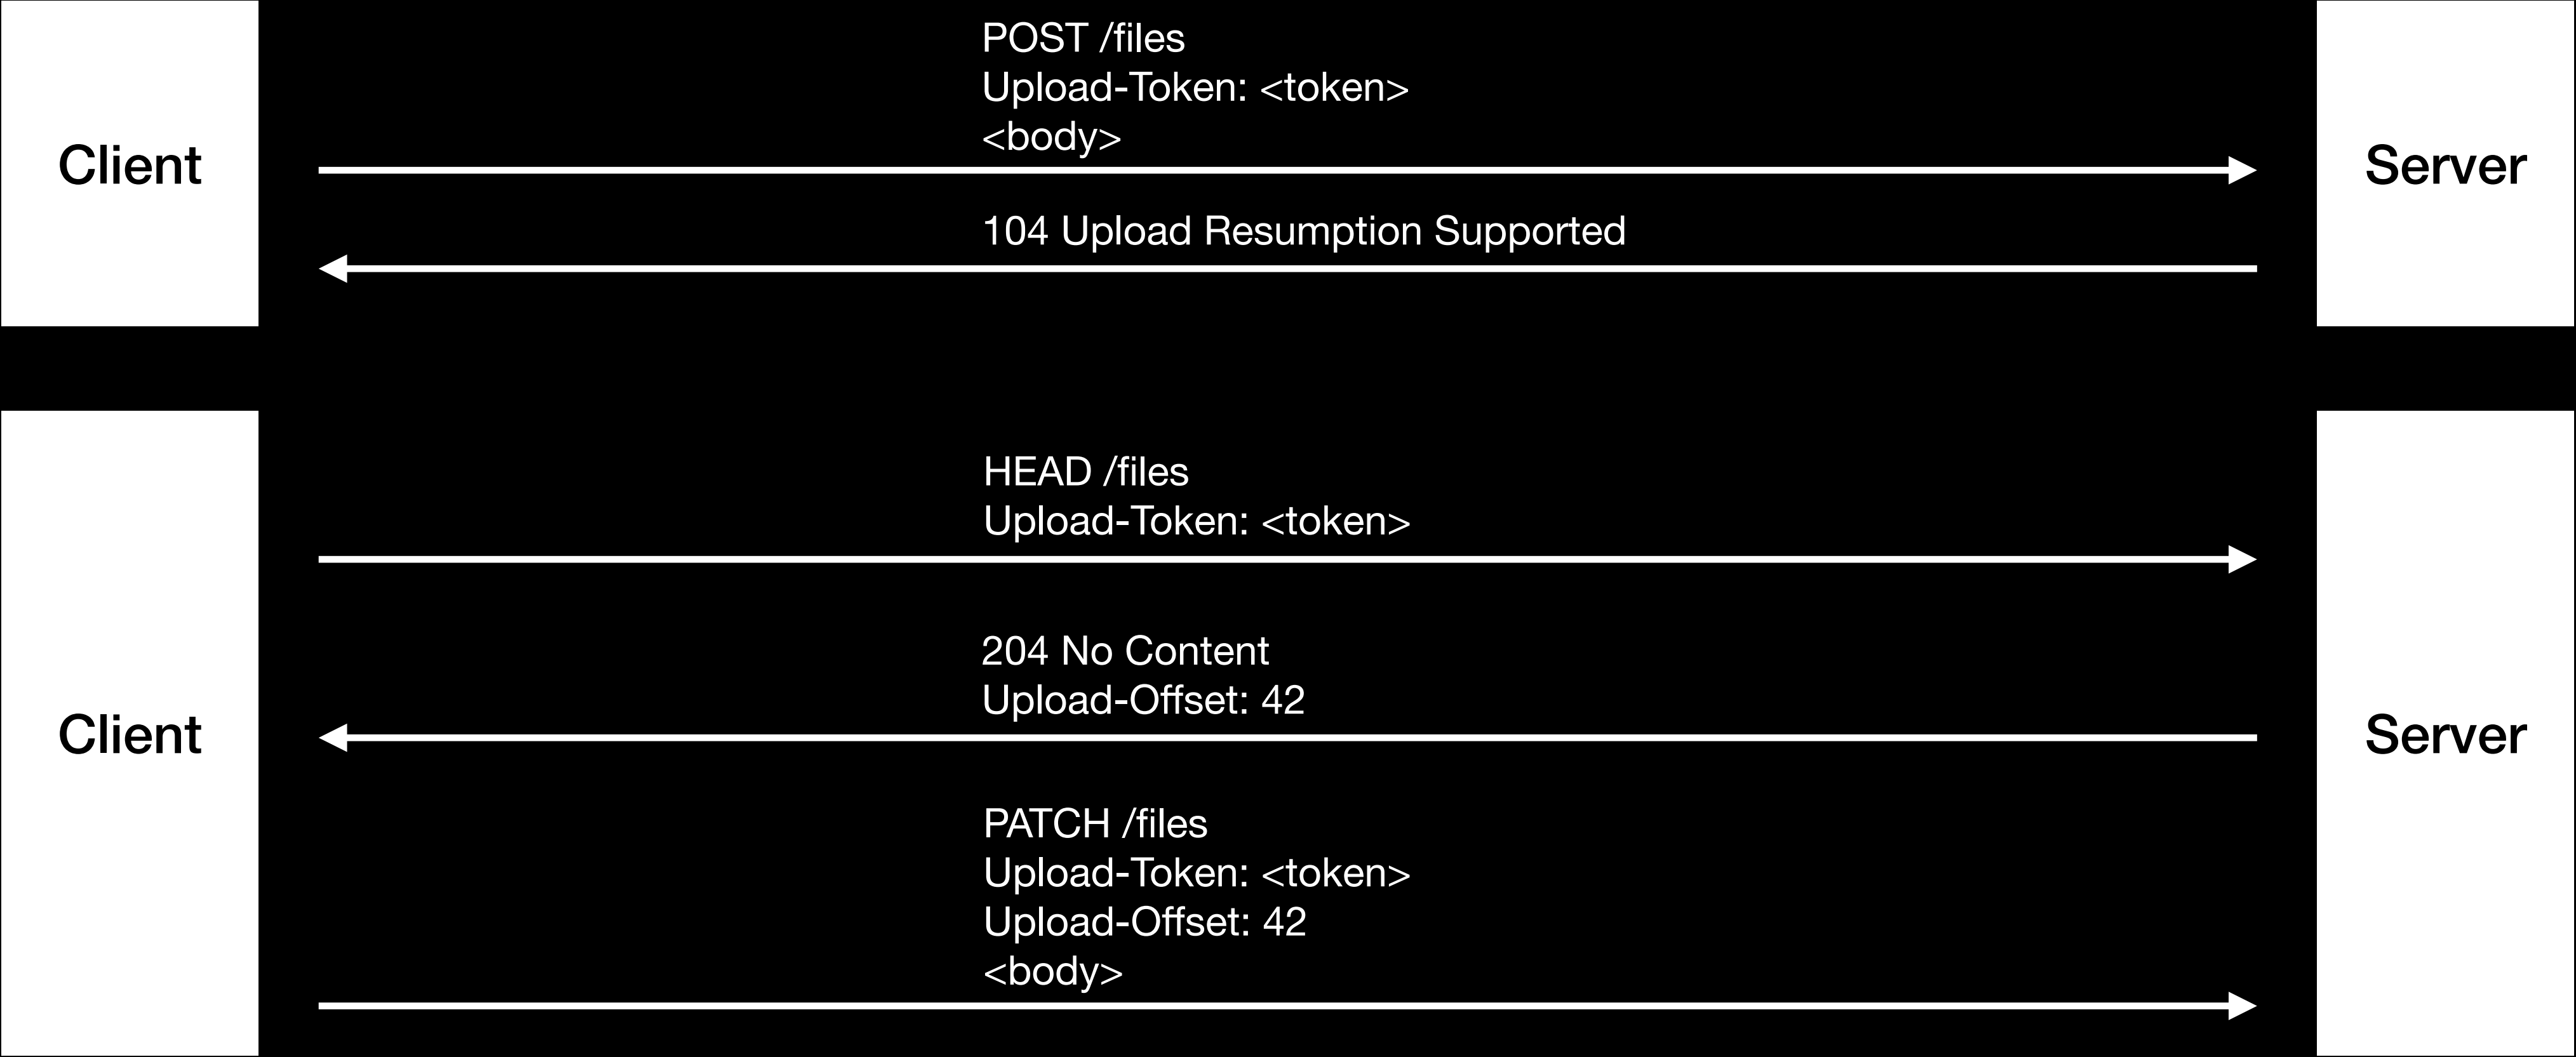 POST /files
Upload-Token: <token>
<body>
Client
Server
104 Upload Resumption Supported
HEAD /files
Upload-Token: <token>
204 No Content
Upload-Offset: 42
Client
Server
PATCH /files
Upload-Token: <token>
Upload-Offset: 42
<body>